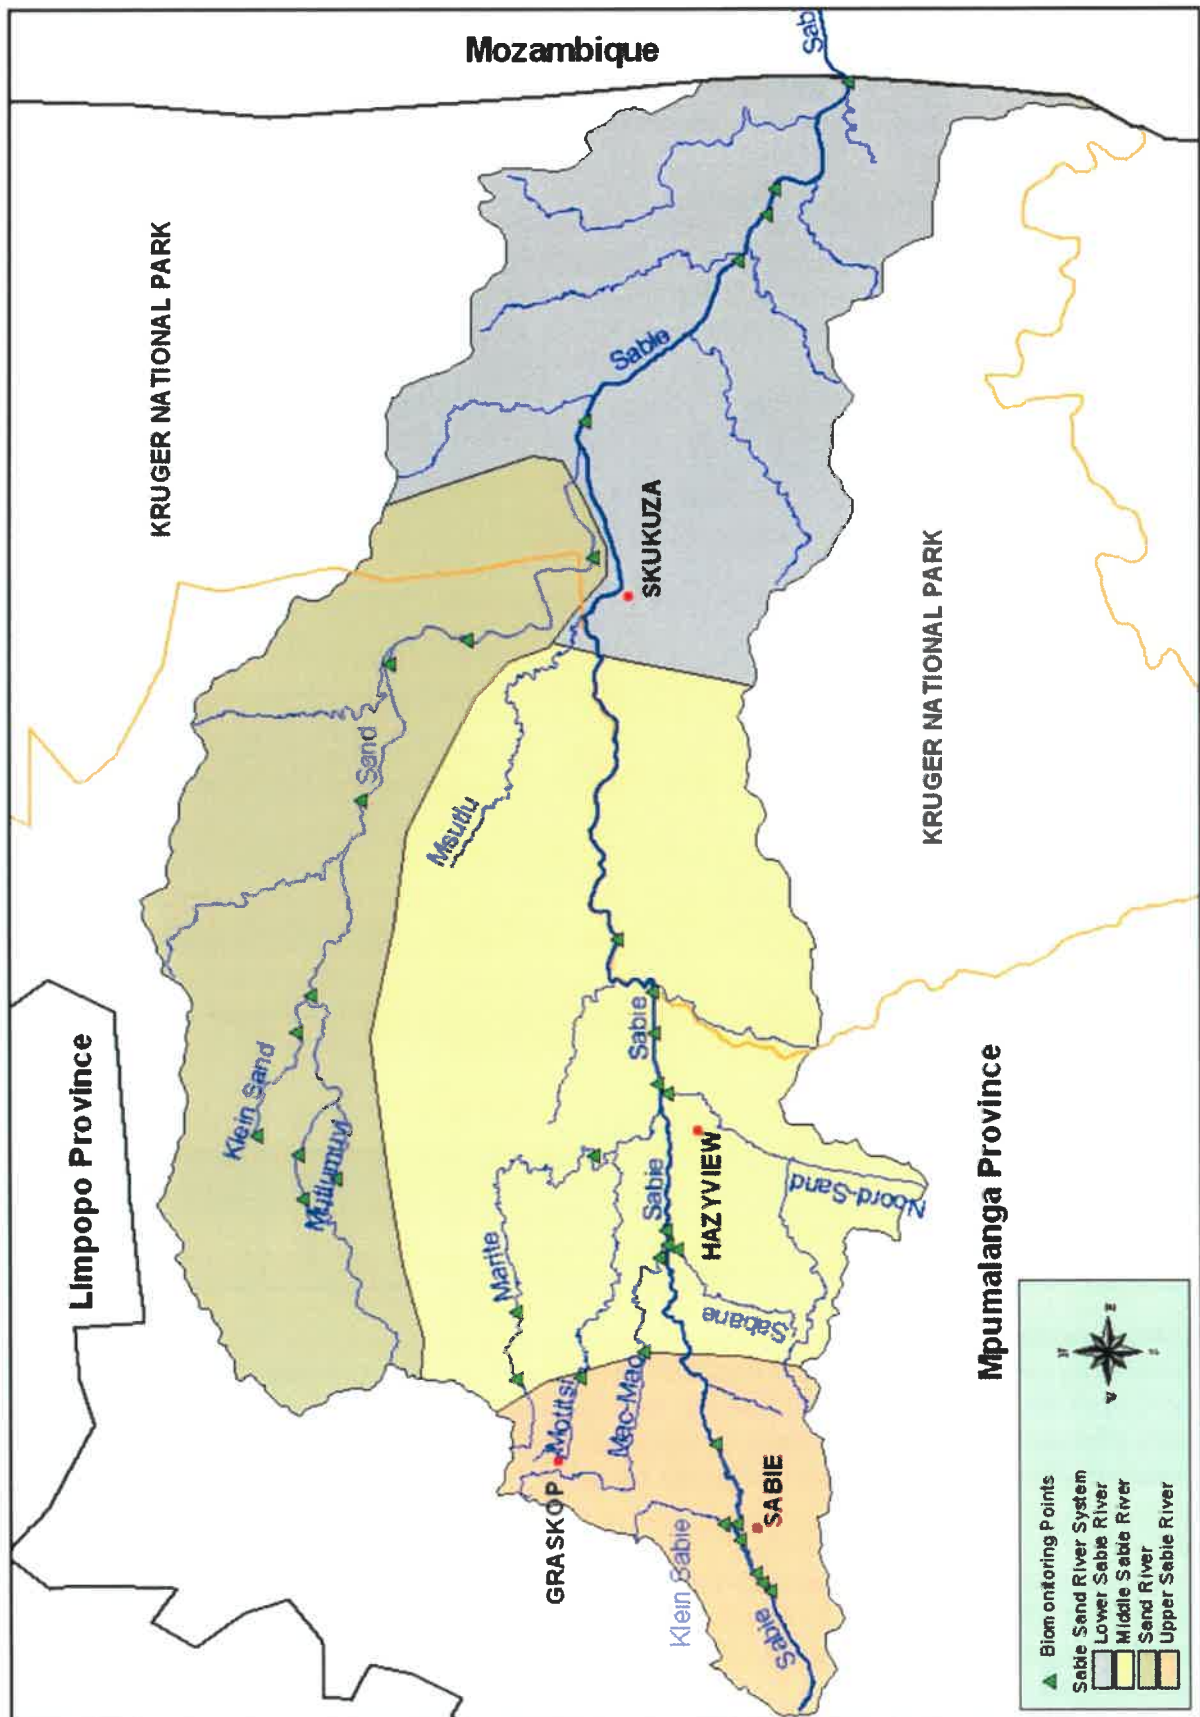 Limpopo Province
KRUGER NATIONAL PARK
Mozambique
Klein Sand
Mutlumuvi
Sand
Msutlu
Marite
GRASKOP
Motitsi
Mac-Mac
Klein Sabie
Sabie
SABIE
Sabie
Sabie
Sabane
HAZYVIEW
Noord-Sand
SKUKUZA
Sabie
Sab
KRUGER NATIONAL PARK
Mpumalanga Province
Biomonitoring Points
Sabie Sand River System
Lower Sabie River
Middle Sabie River
Sand River
Upper Sabie River
N
W
E
S